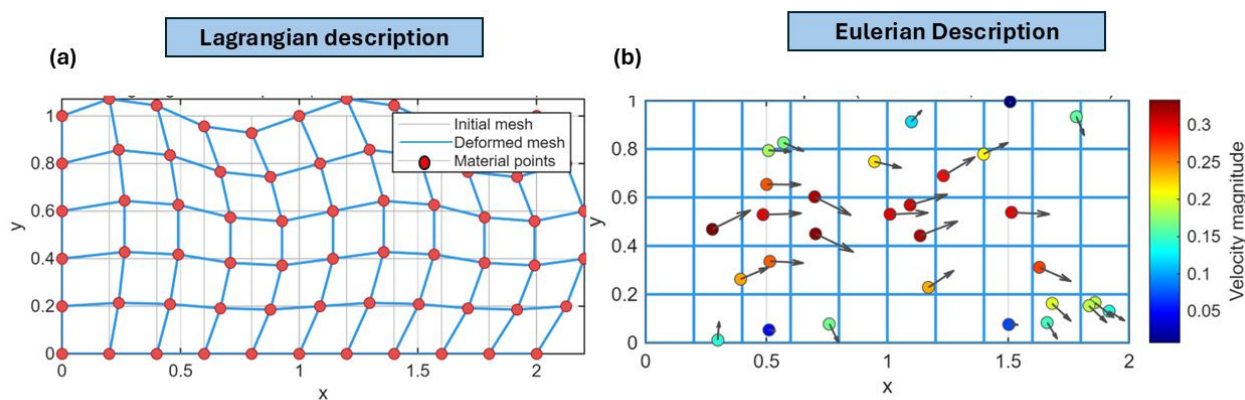 Lagrangian description
Eulerian Description
(a)
(b)
1
0.8
0.6
0.4
0.2
0
y
0
0.5
1
1.5
2
x
Initial mesh
Deformed mesh
Material points
1
0.8
0.6
0.4
0.2
0
y
0
0.5
1
1.5
2
x
0.3
0.25
0.2
0.15
0.1
0.05
Velocity magnitude